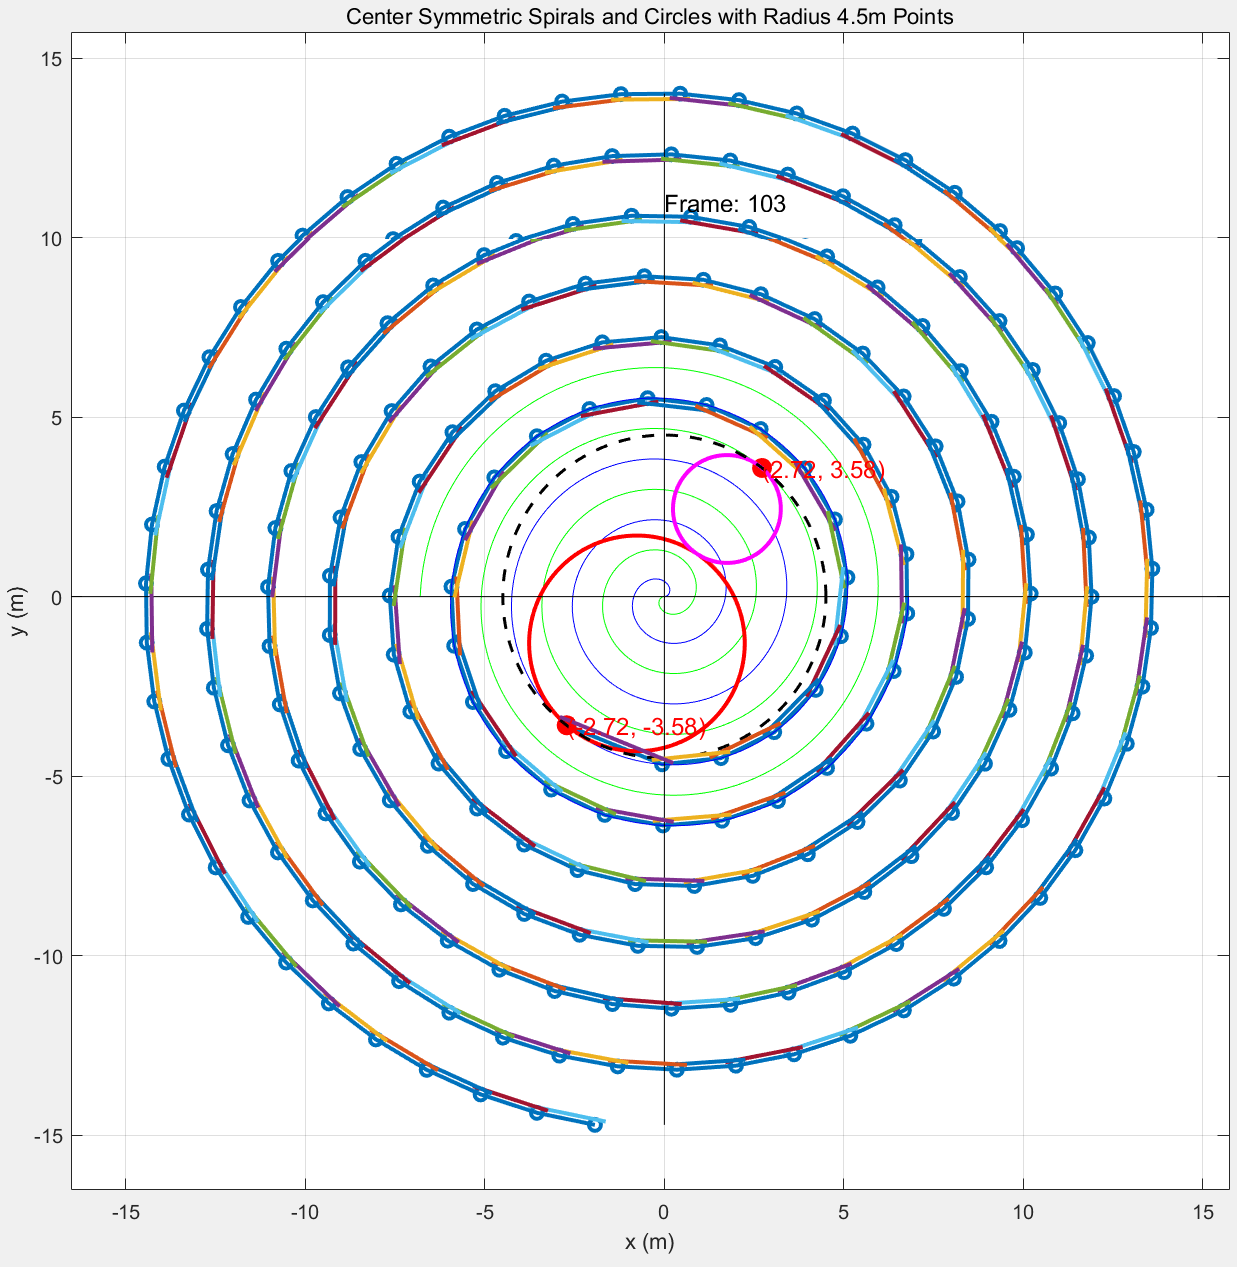 Center Symmetric Spirals and Circles with Radius 4.5m Points
15
Frame: 103
10
5
(2.72, 3.58)
0
(-2.72, -3.58)
-5
-10
-15
-15 -10 -5 0 5 10 15
x (m)
y (m)